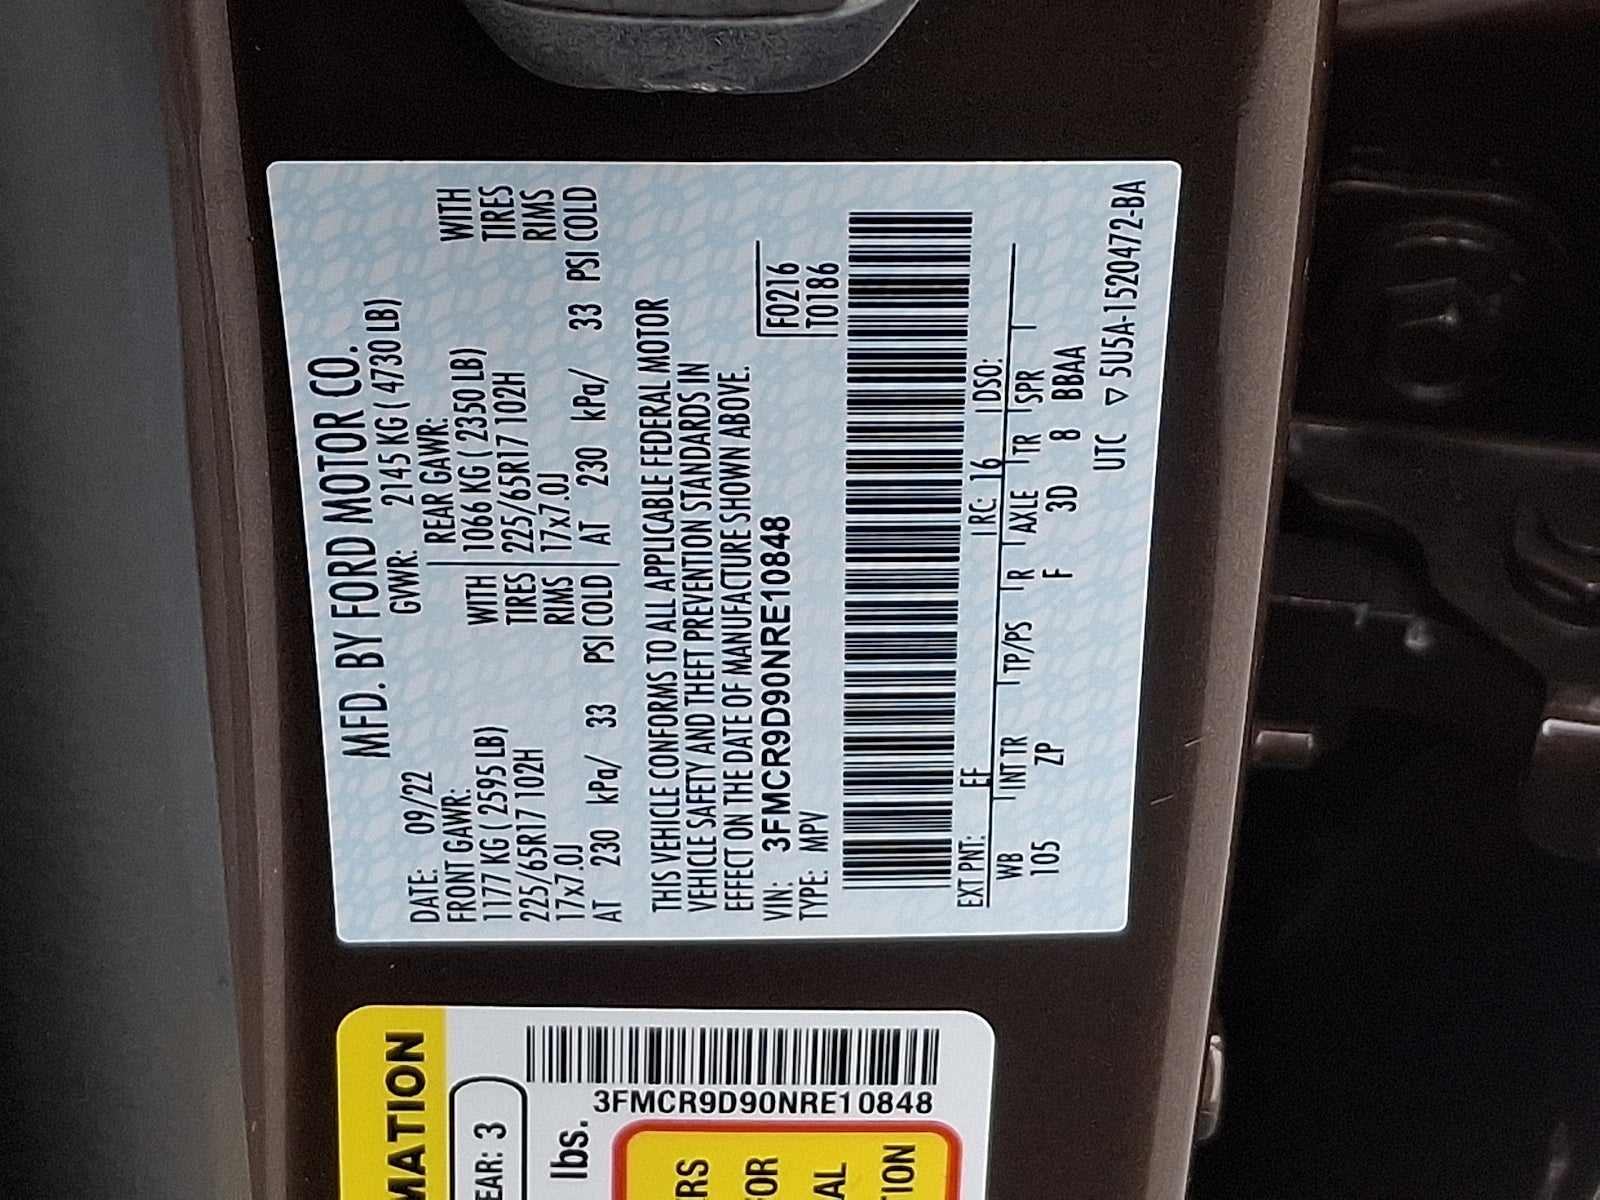 MFD. BY FORD MOTOR CO.
DATE: 09/22 GVWR: 2145 KG ( 4730 LB)
FRONT GAWR: REAR GAWR:
1177 KG ( 2595 LB) WITH 1066 KG ( 2350 LB) WITH
225/65R17 102H TIRES 225/65R17 102H TIRES
17x7.0J RIMS 17x7.0J RIMS
AT 230 kPa/ 33 PSI COLD AT 230 kPa/ 33 PSI COLD
THIS VEHICLE CONFORMS TO ALL APPLICABLE FEDERAL MOTOR
VEHICLE SAFETY AND THEFT PREVENTION STANDARDS IN
EFFECT ON THE DATE OF MANUFACTURE SHOWN ABOVE.
VIN: 3FMCR9D90NRE10848 F0216
TYPE: MPV T0186
EXT PNT: EF RC: 16 DSO:
WB INT TR TP/PS R AXLE TR SPR
105 ZP F 3D 8 BBAA
UTC ▽ 5U5A-1520472-BA
MATION
EAR: 3
3FMCR9D90NRE10848
lbs.
ERS
FOR
AL
TION